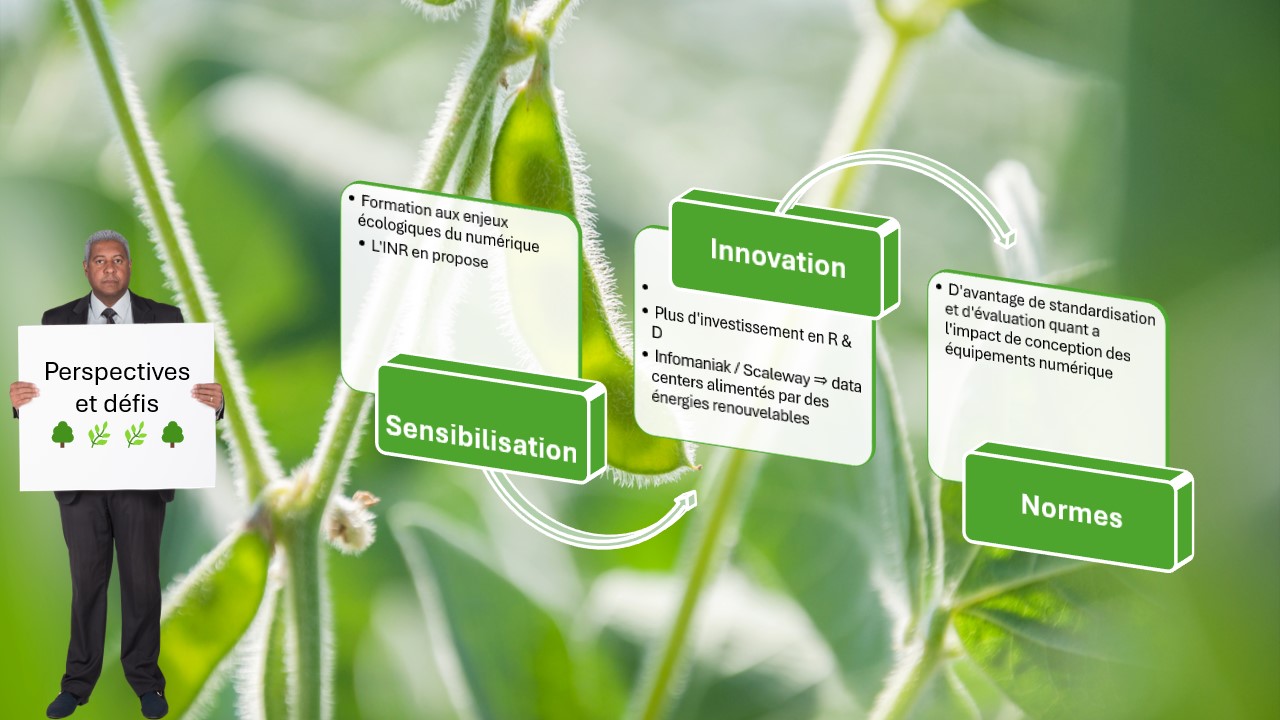 Perspectives
et défis
• Formation aux enjeux
écologiques du numérique
• L'INR en propose
Sensibilisation
Innovation
•
• Plus d'investissement en R &
D
• Infomaniak / Scaleway ⇒ data
centers alimentés par des
énergies renouvelables
• D'avantage de standardisation
et d'évaluation quant a
l'impact de conception des
équipements numérique
Normes